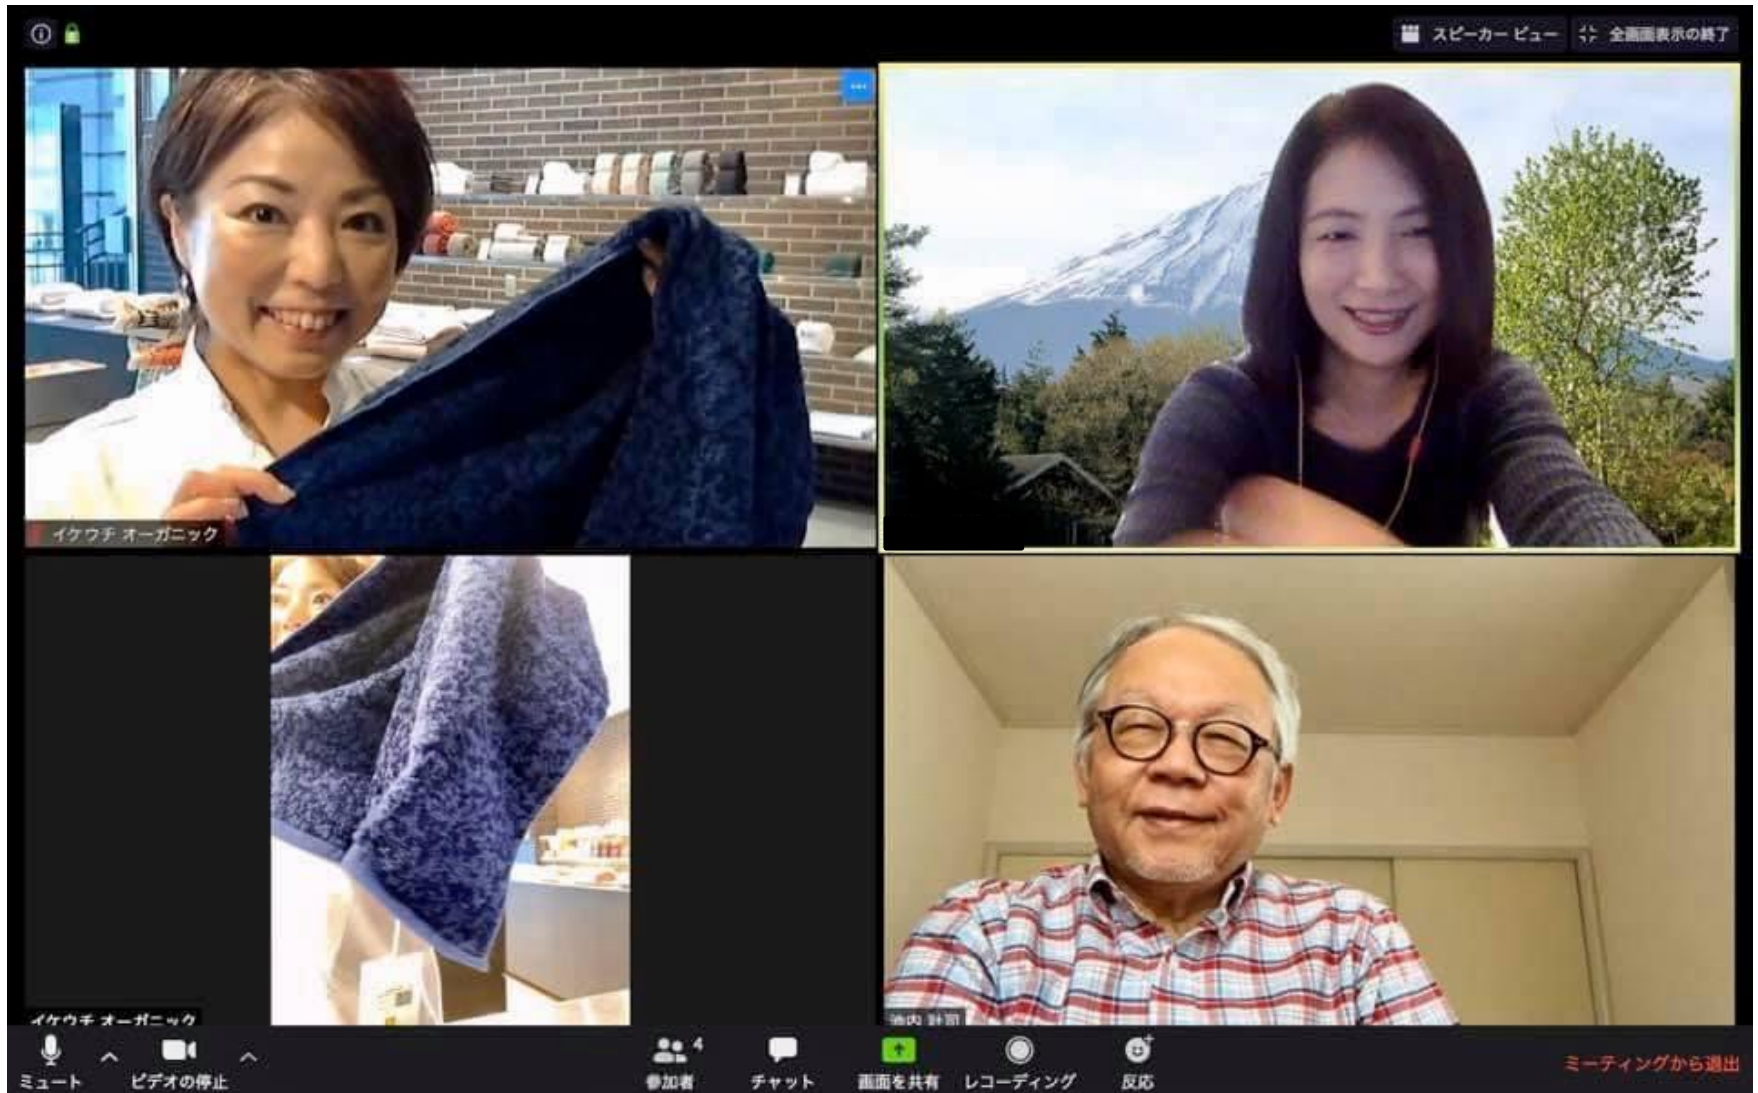 スピーカー ビュー
全画面表示の終了
イケウチ オーガニック
イケウチ オーガニック
池内 計司
4
ミュート
ビデオの停止
参加者
チャット
画面を共有
レコーディング
反応
ミーティングから退出